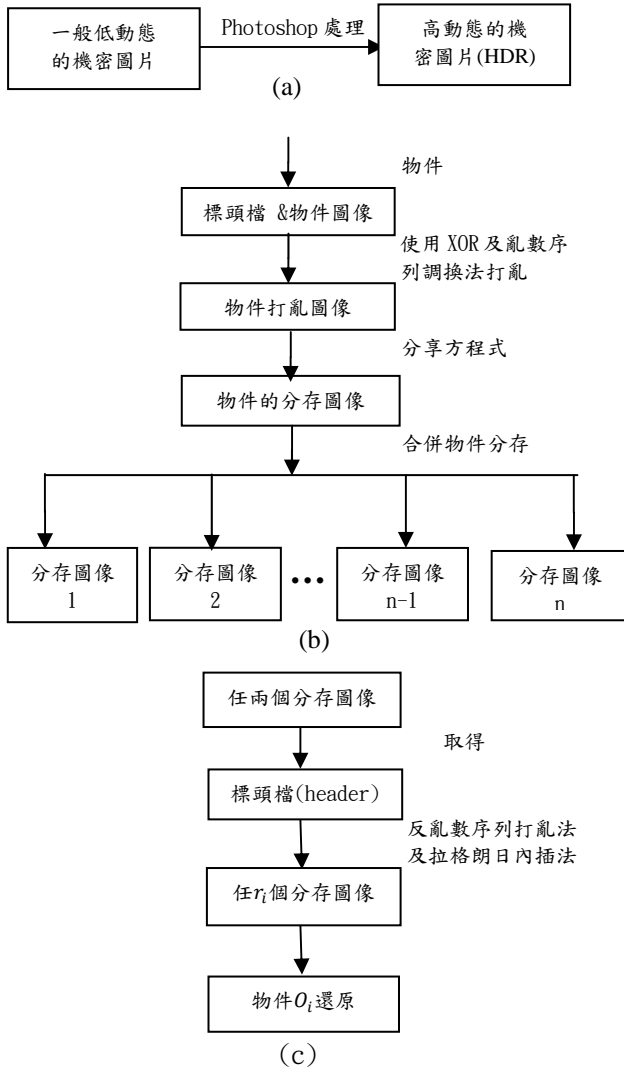 一般低動態
的機密圖片
Photoshop 處理
高動態的機
密圖片(HDR)
(a)
物件
標頭檔 &物件圖像
使用 XOR 及亂數序
列調換法打亂
物件打亂圖像
分享方程式
物件的分存圖像
合併物件分存
分存圖像
1
分存圖像
2
•••
分存圖像
n-1
分存圖像
n
(b)
任兩個分存圖像
取得
標頭檔(header)
反亂數序列打亂法
及拉格朗日內插法
任rᵢ個分存圖像
物件Oᵢ還原
(c)